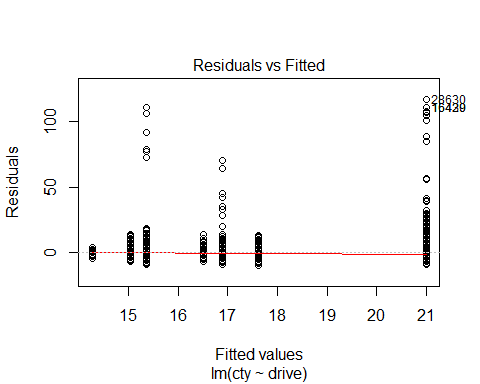 Residuals vs Fitted
Residuals
100
50
0
28630
15 16 17 18 19 20 21
Fitted values
lm(cty ~ drive)